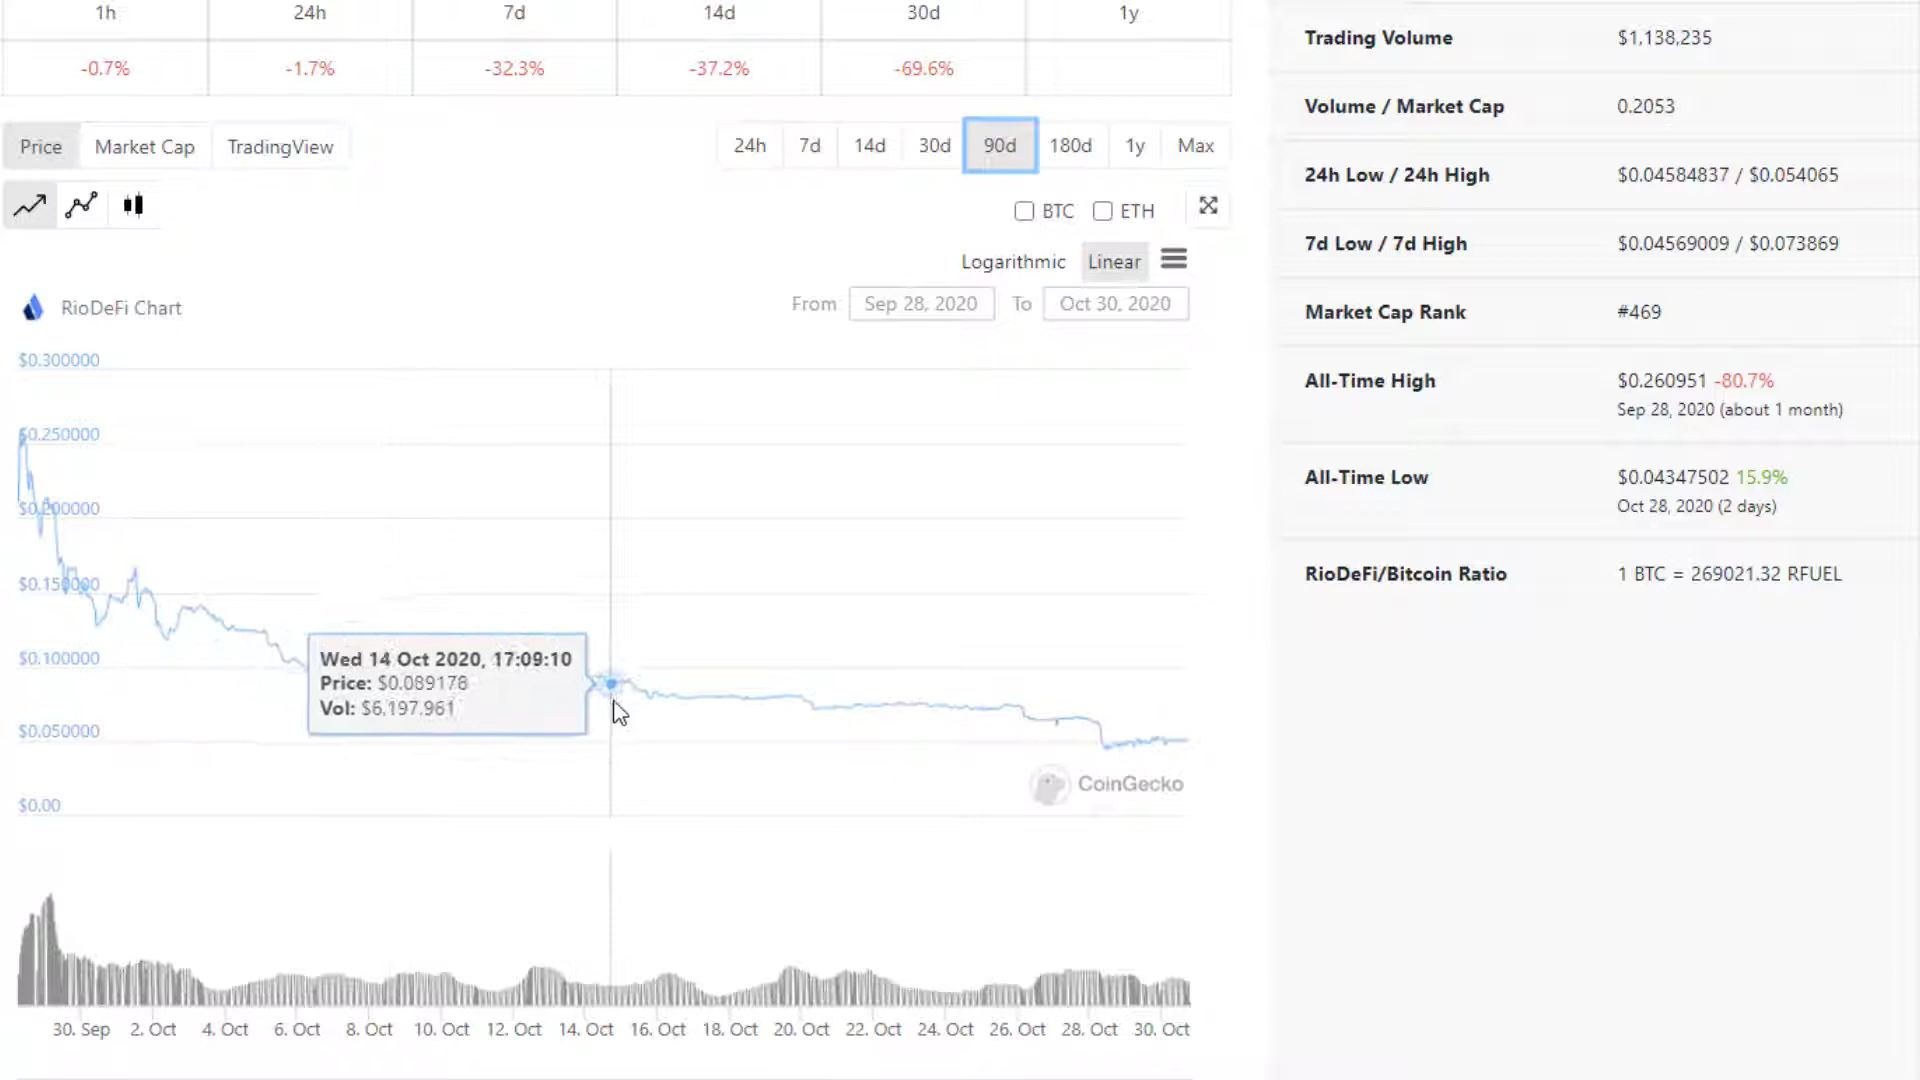 1h 24h 7d 14d 30d 1y
-0.7% -1.7% -32.3% -37.2% -69.6%
Price Market Cap TradingView
24h 7d 14d 30d 90d 180d 1y Max
BTC ETH
Logarithmic Linear
RioDeFi Chart
From Sep 28, 2020 To Oct 30, 2020
$0.300000
$0.250000
$0.200000
$0.150000
$0.100000
$0.050000
$0.00
Wed 14 Oct 2020, 17:09:10
Price: $0.089178
Vol: $6,197,961
CoinGecko
30. Sep 2. Oct 4. Oct 6. Oct 8. Oct 10. Oct 12. Oct 14. Oct 16. Oct 18. Oct 20. Oct 22. Oct 24. Oct 26. Oct 28. Oct 30. Oct
Trading Volume $1,138,235
Volume / Market Cap 0.2053
24h Low / 24h High $0.04584837 / $0.054065
7d Low / 7d High $0.04569009 / $0.073869
Market Cap Rank #469
All-Time High $0.260951 -80.7%
Sep 28, 2020 (about 1 month)
All-Time Low $0.04347502 15.9%
Oct 28, 2020 (2 days)
RioDeFi/Bitcoin Ratio 1 BTC = 269021.32 RFUEL